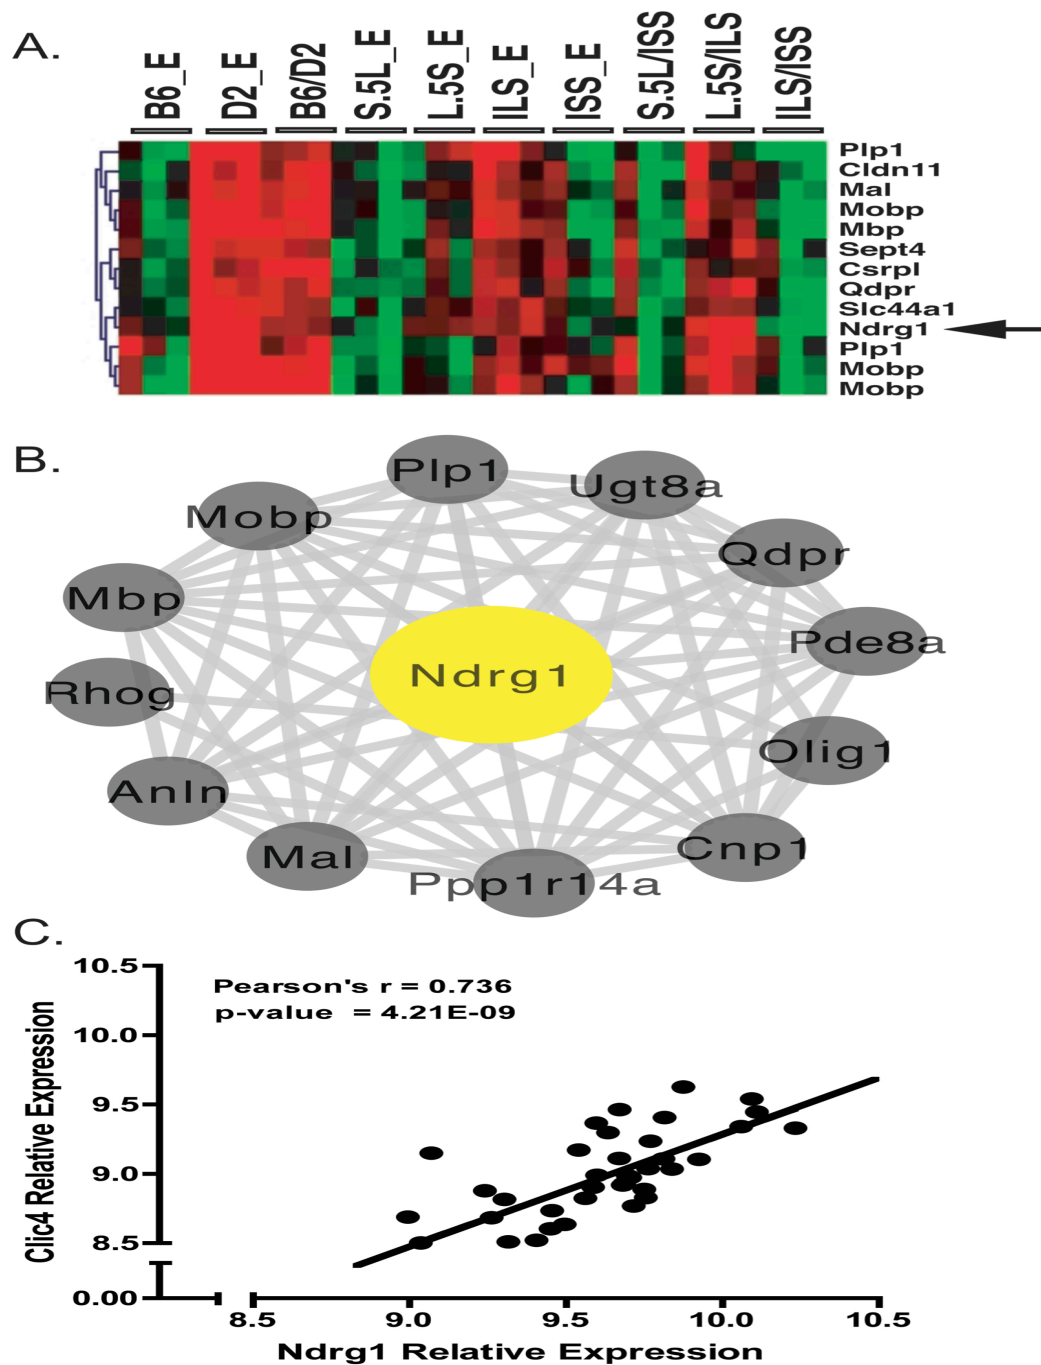 A.
B6_E
D2_E
B6/D2
S.5L_E
L.5S_E
ILS_E
ISS_E
S.5L/ISS
L.5S/ILS
ILS/ISS
Plp1
Cldn11
Mal
Mobp
Mbp
Sept4
Csrpl
Qdpr
Slc44a1
Ndrg1
Plp1
Mobp
Mobp
B.
Plp1
Ugt8a
Mobp
Qdpr
Mbp
Pde8a
Ndrg1
Rhog
Olig1
Anln
Cnp1
Mal
Ppp1r14a
C.
Pearson's r = 0.736
p-value = 4.21E-09
Clic4 Relative Expression
10.5
10.0
9.5
9.0
8.5
0.00
8.5 9.0 9.5 10.0 10.5
Ndrg1 Relative Expression